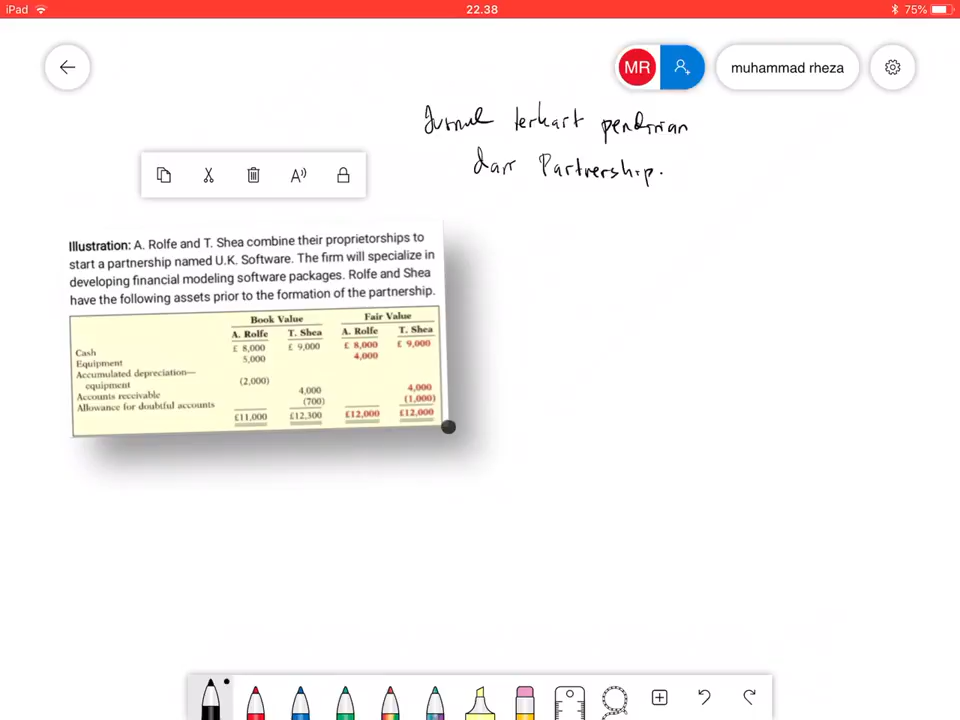 iPad
22.38
75%
MR
muhammad rheza
Jurnal terkait pendirian
dari Partnership.
A
Illustration: A. Rolfe and T. Shea combine their proprietorships to
start a partnership named U.K. Software. The firm will specialize in
developing financial modeling software packages. Rolfe and Shea
have the following assets prior to the formation of the partnership.
Book Value Fair Value
A. Rolfe T. Shea A. Rolfe T. Shea
Cash £ 8,000 £ 9,000 £ 8,000 £ 9,000
Equipment 5,000 4,000
Accumulated depreciation—
equipment (2,000)
Accounts receivable 4,000 4,000
Allowance for doubtful accounts (700) (1,000)
£11,000 £12,300 £12,000 £12,000